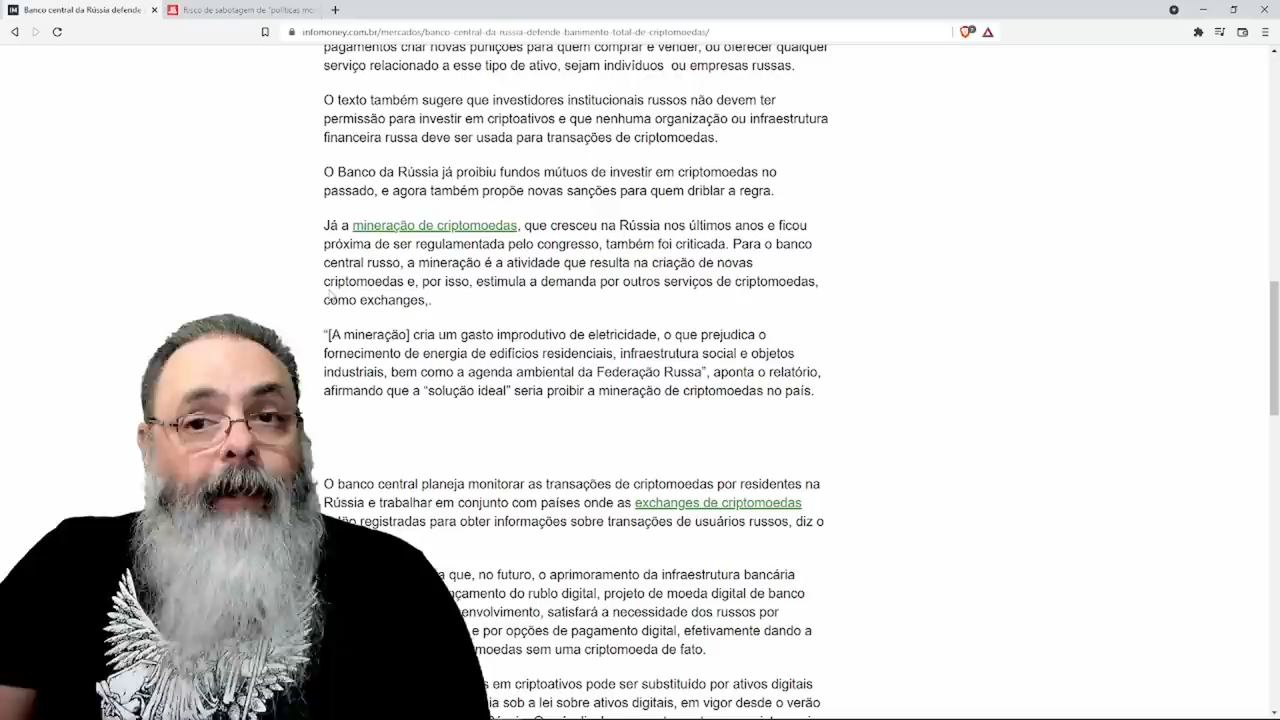 Banco central da Rússia defende
Risco de sabotagem de "políticas mo
infomoney.com.br/mercados/banco-central-da-russia-defende-banimento-total-de-criptomoedas/
pagamentos criar novas punições para quem comprar e vender, ou oferecer qualquer
serviço relacionado a esse tipo de ativo, sejam indivíduos ou empresas russas.
O texto também sugere que investidores institucionais russos não devem ter
permissão para investir em criptoativos e que nenhuma organização ou infraestrutura
financeira russa deve ser usada para transações de criptomoedas.
O Banco da Rússia já proibiu fundos mútuos de investir em criptomoedas no
passado, e agora também propõe novas sanções para quem driblar a regra.
Já a mineração de criptomoedas, que cresceu na Rússia nos últimos anos e ficou
próxima de ser regulamentada pelo congresso, também foi criticada. Para o banco
central russo, a mineração é a atividade que resulta na criação de novas
criptomoedas e, por isso, estimula a demanda por outros serviços de criptomoedas,
como exchanges,.
“[A mineração] cria um gasto improdutivo de eletricidade, o que prejudica o
fornecimento de energia de edifícios residenciais, infraestrutura social e objetos
industriais, bem como a agenda ambiental da Federação Russa”, aponta o relatório,
afirmando que a “solução ideal” seria proibir a mineração de criptomoedas no país.
O banco central planeja monitorar as transações de criptomoedas por residentes na
Rússia e trabalhar em conjunto com países onde as exchanges de criptomoedas
registradas para obter informações sobre transações de usuários russos, diz o
a que, no futuro, o aprimoramento da infraestrutura bancária
nçamento do rublo digital, projeto de moeda digital de banco
envolvimento, satisfará a necessidade dos russos por
e por opções de pagamento digital, efetivamente dando a
moedas sem uma criptomoeda de fato.
s em criptoativos pode ser substituído por ativos digitais
ia sob a lei sobre ativos digitais, em vigor desde o verão